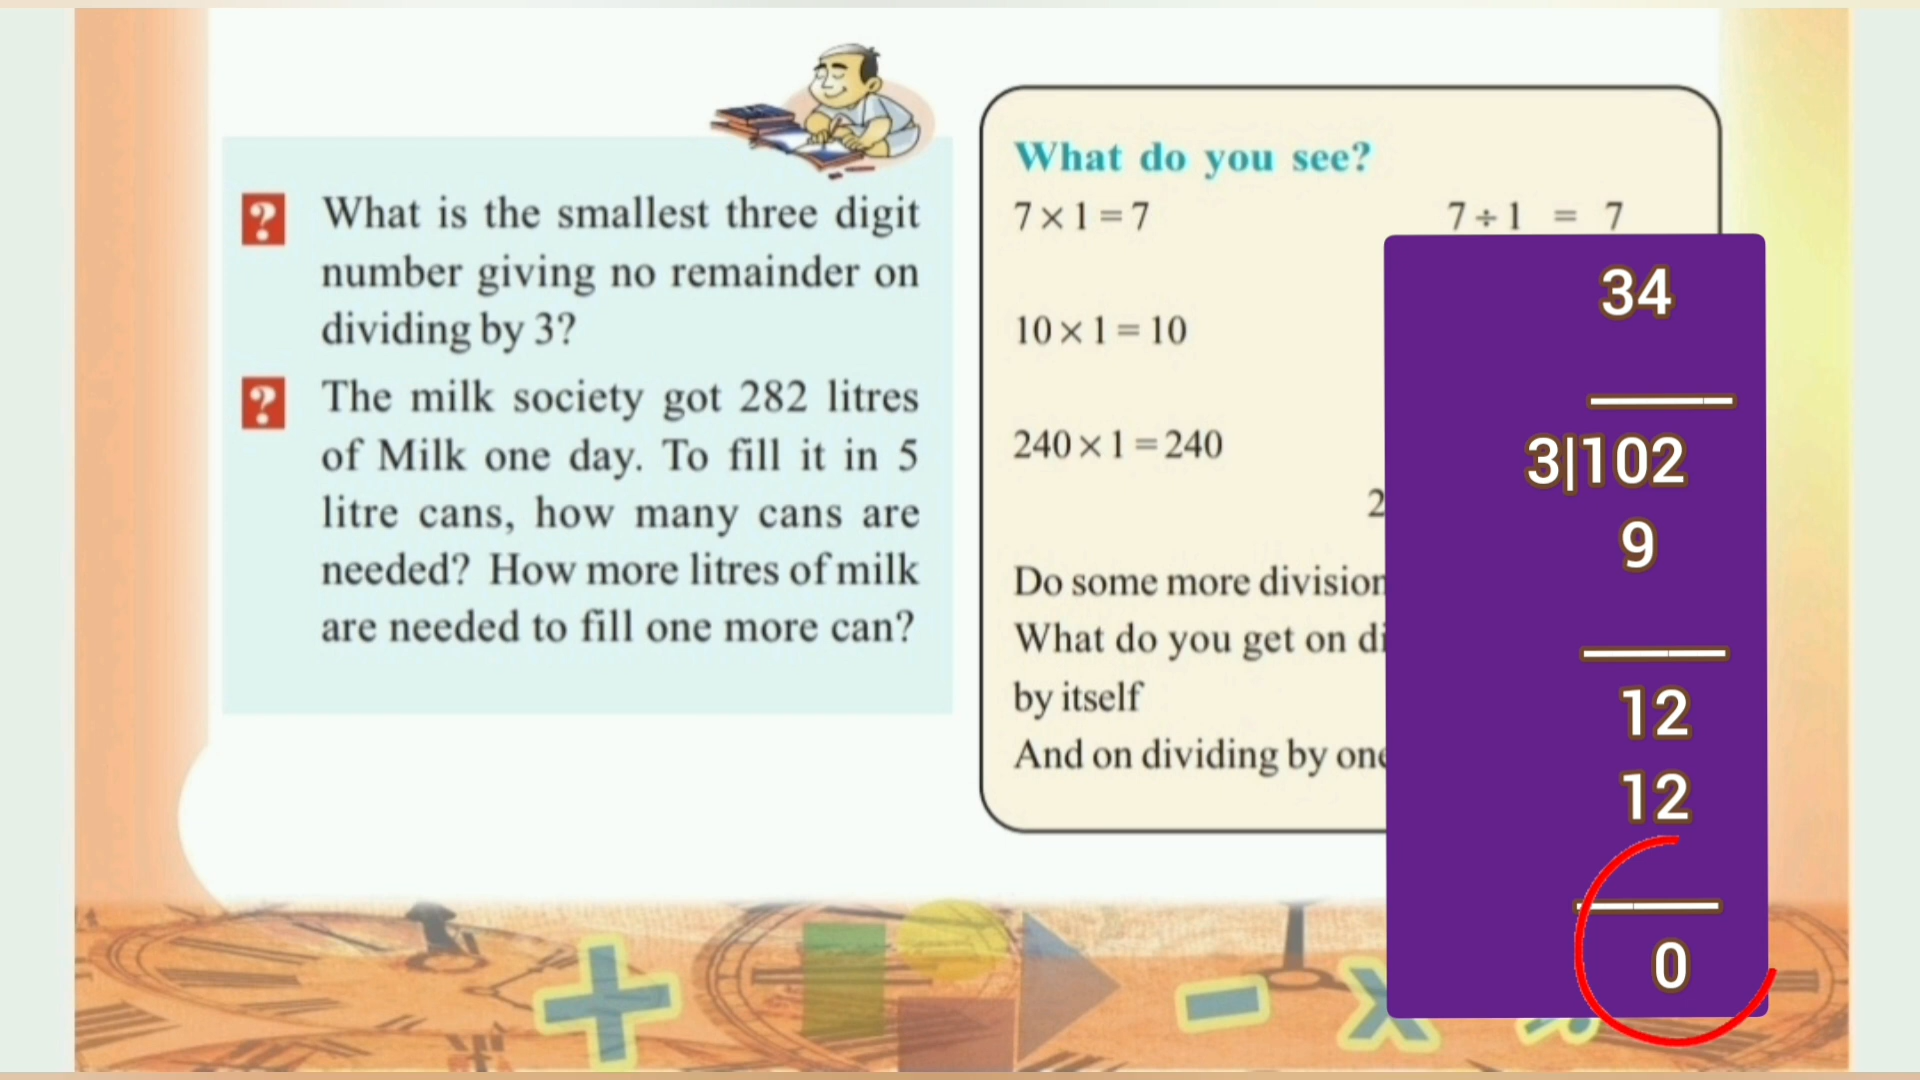 ?
What is the smallest three digit
number giving no remainder on
dividing by 3?
?
The milk society got 282 litres
of Milk one day. To fill it in 5
litre cans, how many cans are
needed? How more litres of milk
are needed to fill one more can?
What do you see?
7 × 1 = 7
7 ÷ 1 = 7
10 × 1 = 10
240 × 1 = 240
2
Do some more division
What do you get on di
by itself
And on dividing by one
34
3|102
9
12
12
0
+
-
x